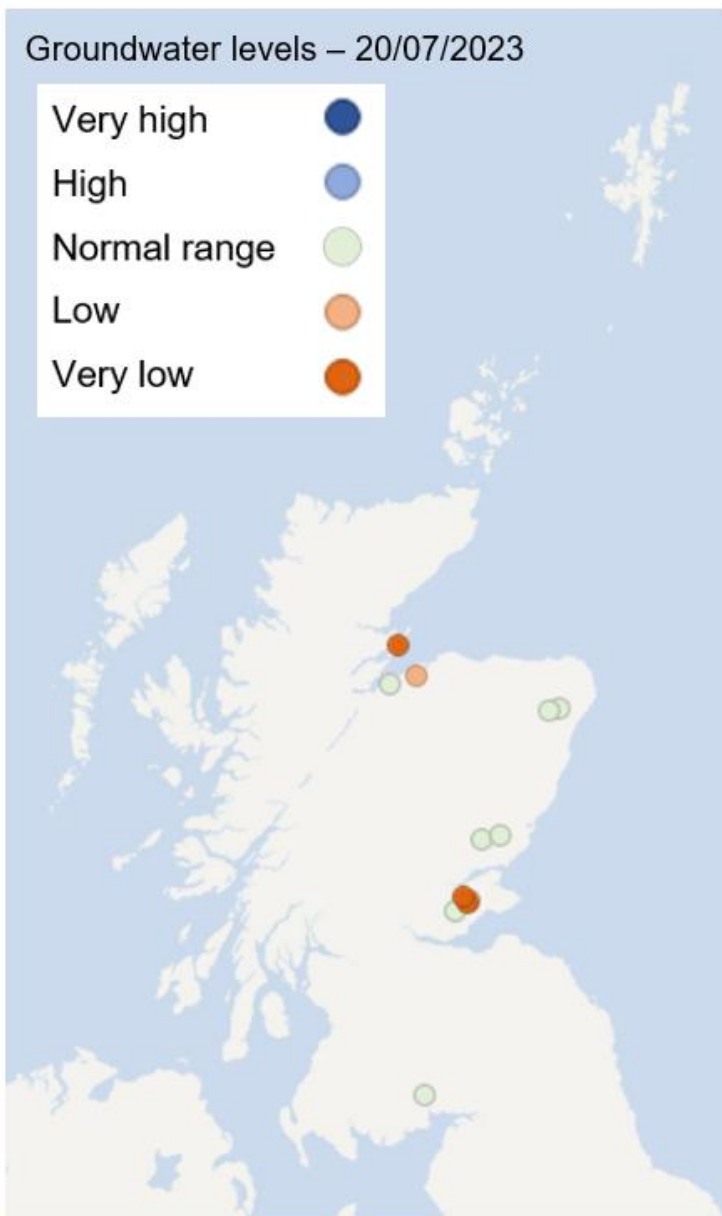 Groundwater levels – 20/07/2023
Very high
High
Normal range
Low
Very low